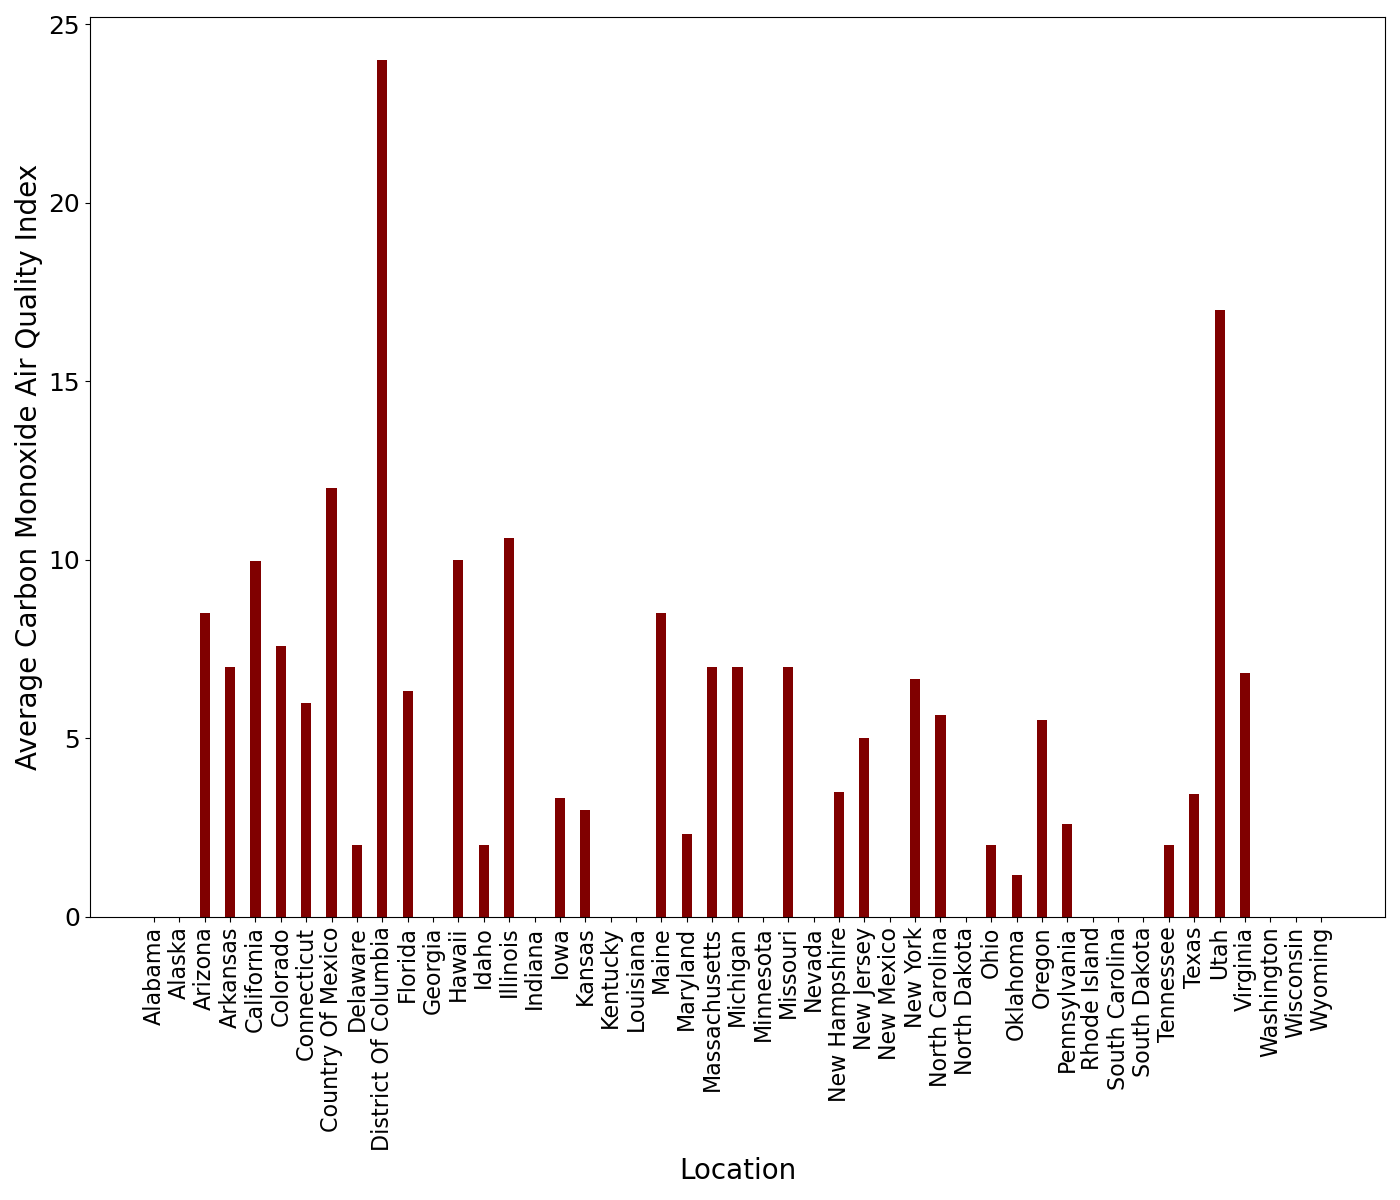 Average Carbon Monoxide Air Quality Index
25
20
15
10
5
0
Alabama
Alaska
Arizona
Arkansas
California
Colorado
Connecticut
Country Of Mexico
Delaware
District Of Columbia
Florida
Georgia
Hawaii
Idaho
Illinois
Indiana
Iowa
Kansas
Kentucky
Louisiana
Maine
Maryland
Massachusetts
Michigan
Minnesota
Missouri
Nevada
New Hampshire
New Jersey
New Mexico
New York
North Carolina
North Dakota
Ohio
Oklahoma
Oregon
Pennsylvania
Rhode Island
South Carolina
South Dakota
Tennessee
Texas
Utah
Virginia
Washington
Wisconsin
Wyoming
Location